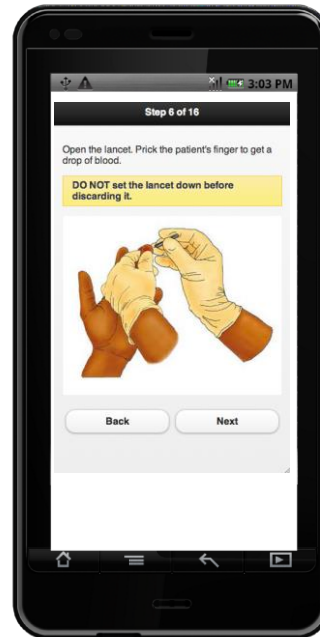 3:03 PM
Step 6 of 16
Open the lancet. Prick the patient's finger to get a
drop of blood.
DO NOT set the lancet down before
discarding it.
Back
Next